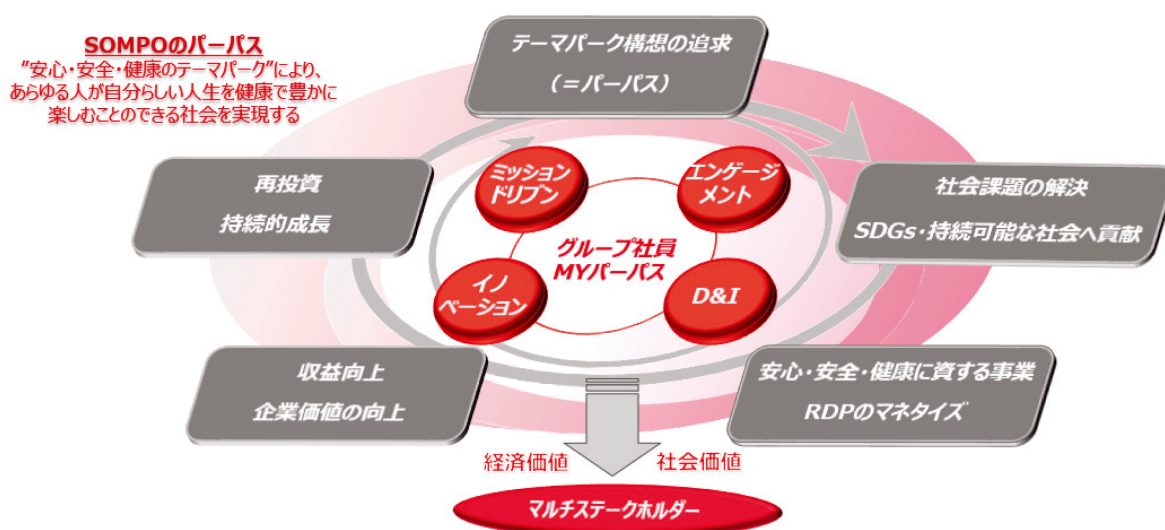 SOMPOのパーパス
"安心・安全・健康のテーマパーク"により、
あらゆる人が自分らしい人生を健康で豊かに
楽しむことのできる社会を実現する
テーマパーク構想の追求
(＝パーパス)
再投資
持続的成長
ミッション
ドリブン
エンゲージ
メント
社会課題の解決
SDGs・持続可能な社会へ貢献
グループ社員
MYパーパス
イノ
ベーション
D&I
収益向上
企業価値の向上
安心・安全・健康に資する事業
RDPのマネタイズ
経済価値
社会価値
マルチステークホルダー